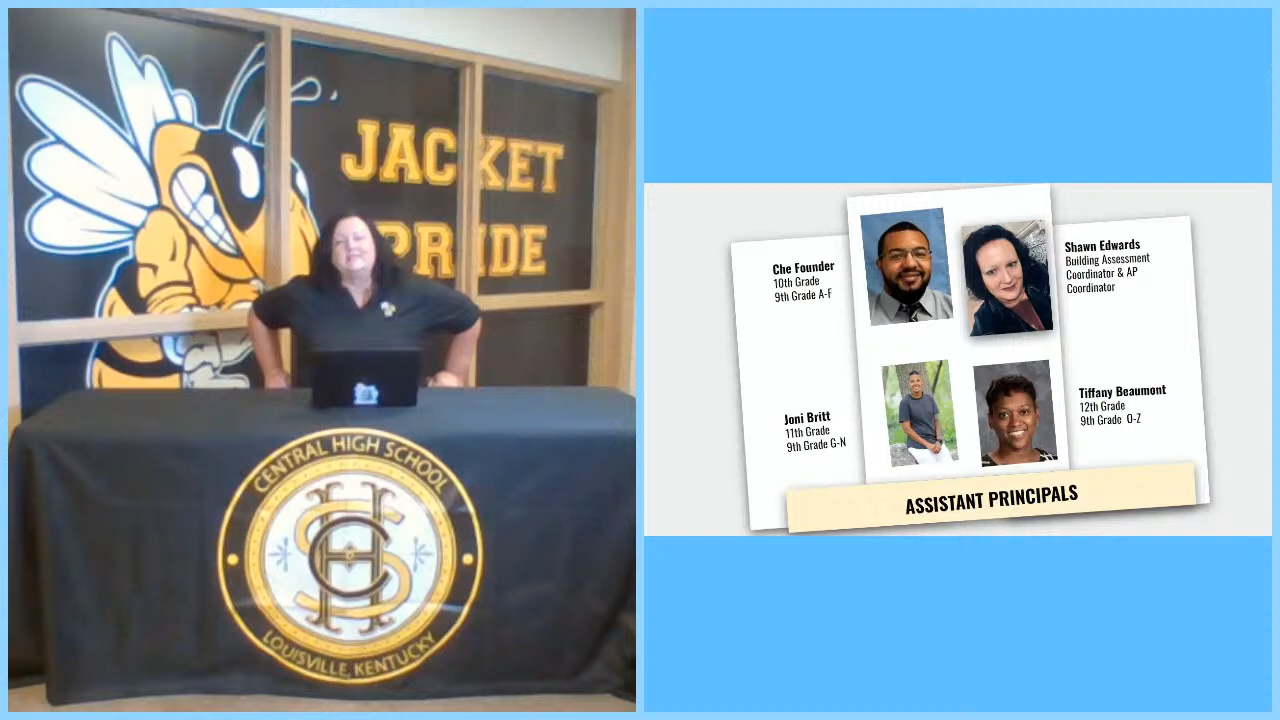 JACKET
PRIDE
CENTRAL HIGH SCHOOL
CHS
LOUISVILLE, KENTUCKY
Che Founder
10th Grade
9th Grade A-F
Shawn Edwards
Building Assessment
Coordinator & AP
Coordinator
Joni Britt
11th Grade
9th Grade G-N
Tiffany Beaumont
12th Grade
9th Grade O-Z
ASSISTANT PRINCIPALS